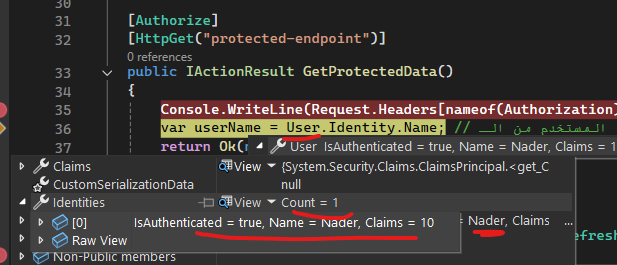 30
31 [Authorize]
32 [HttpGet("protected-endpoint")]
0 references
33 public IActionResult GetProtectedData()
34 {
35 Console.WriteLine(Request.Headers[nameof(Authorization)
36 var userName = User.Identity.Name; // المستخدم من الـ
37 return Ok(n User IsAuthenticated = true, Name = Nader, Claims = 1
Claims View {System.Security.Claims.ClaimsPrincipal.<get_C
CustomSerializationData null
Identities View Count = 1
[0] IsAuthenticated = true, Name = Nader, Claims = 10 = Nader, Claims ...
Raw View efresh
Non-Public members